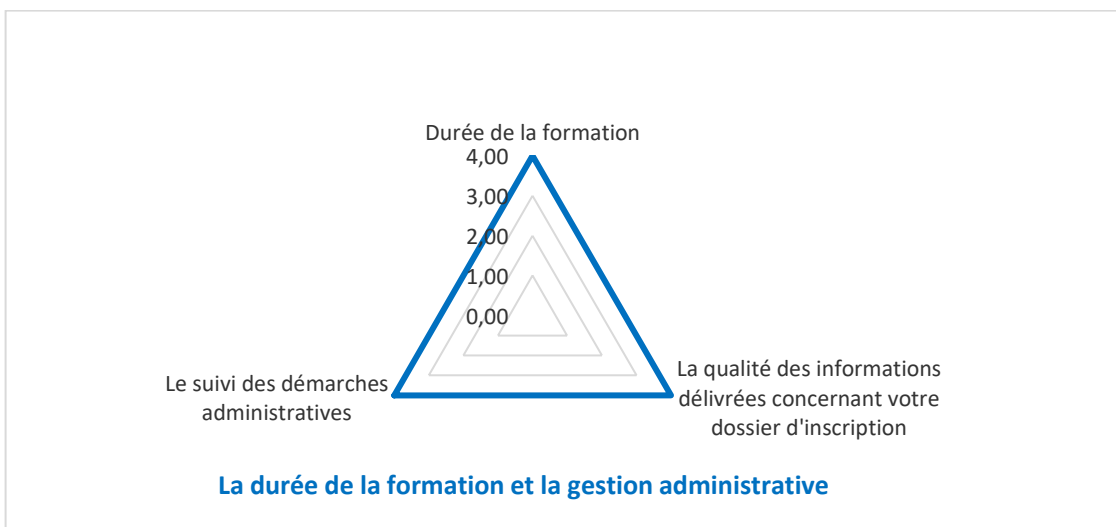 Durée de la formation
4,00
3,00
2,00
1,00
0,00
Le suivi des démarches
administratives
La qualité des informations
délivrées concernant votre
dossier d'inscription
La durée de la formation et la gestion administrative